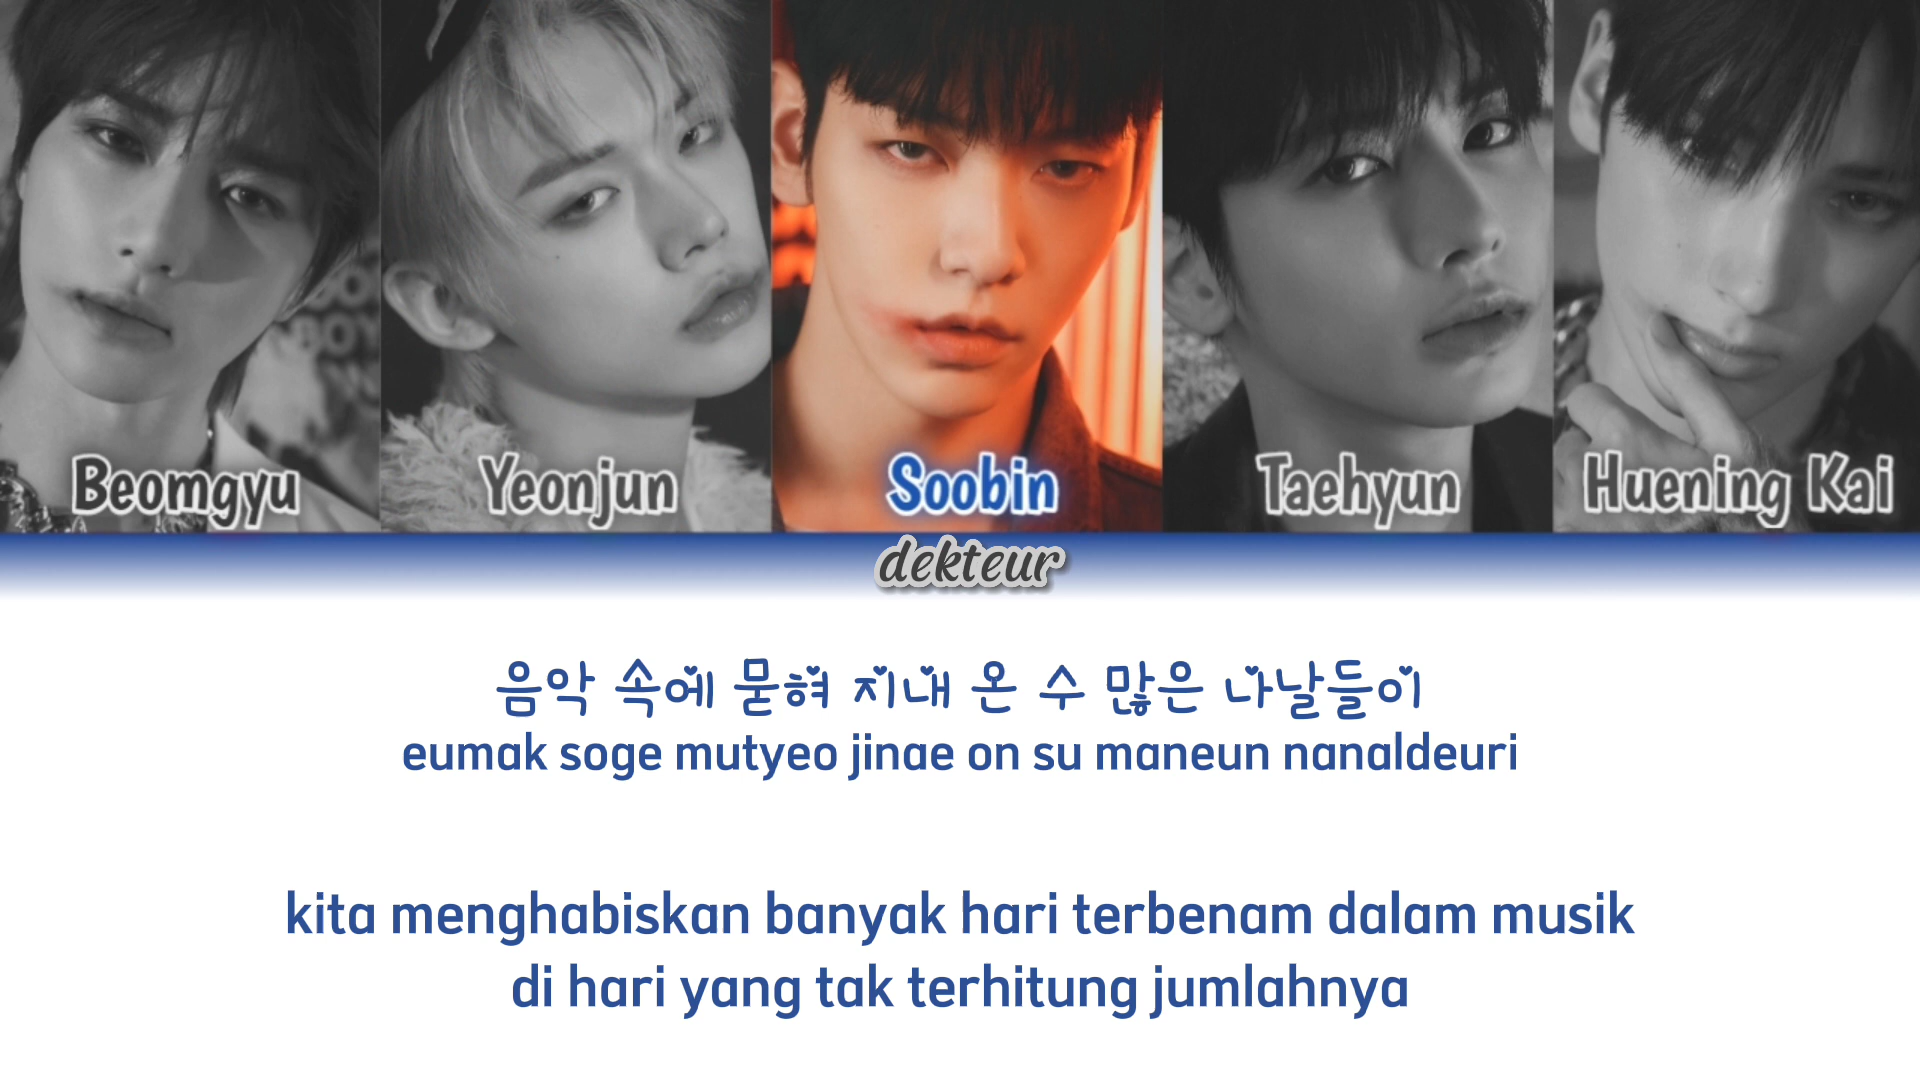 Beomgyu Yeonjun Soobin Taehyun Huening Kai
dekteur
음악 속에 묻혀 지내 온 수 많은 나날들이
eumak soge mutyeo jinae on su maneun nanaldeuri
kita menghabiskan banyak hari terbenam dalam musik
di hari yang tak terhitung jumlahnya